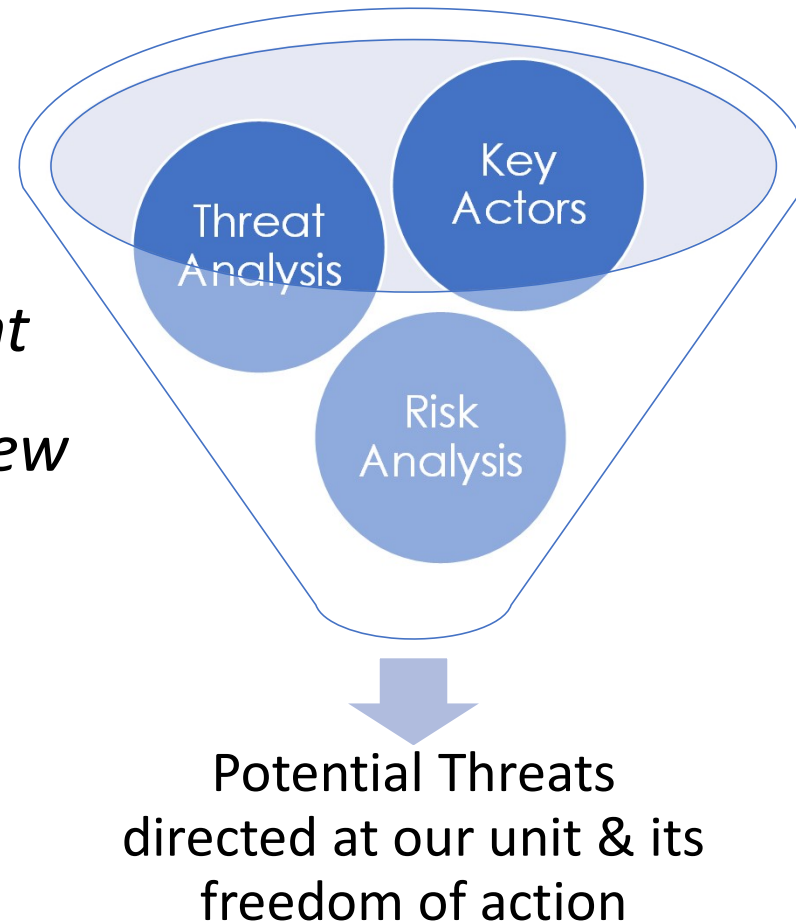 Key
Actors
Threat
Analysis
Risk
Analysis
Potential Threats
directed at our unit & its
freedom of action